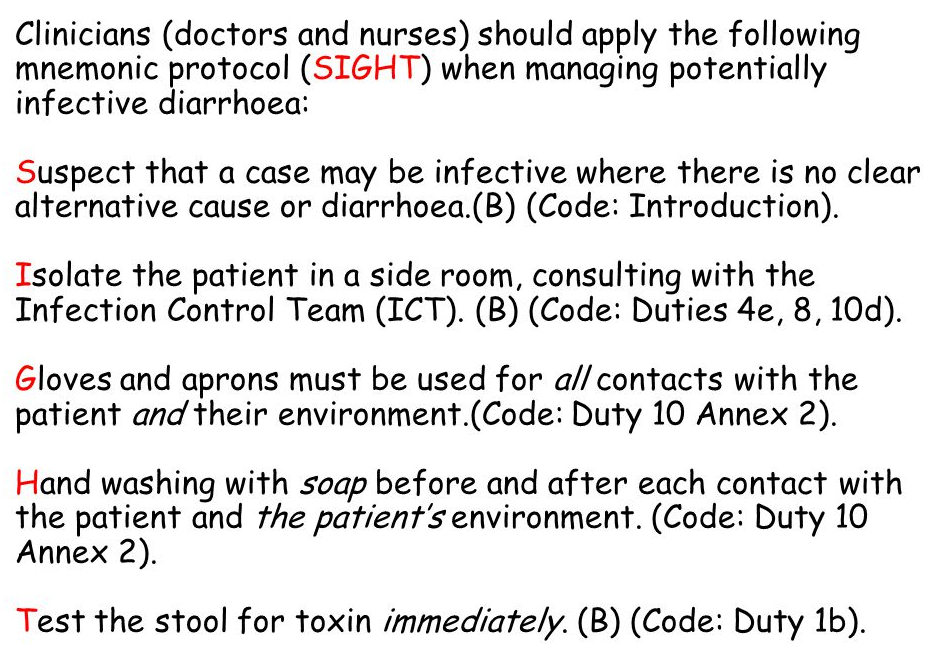 Clinicians (doctors and nurses) should apply the following
mnemonic protocol (SIGHT) when managing potentially
infective diarrhoea:
Suspect that a case may be infective where there is no clear
alternative cause or diarrhoea.(B) (Code: Introduction).
Isolate the patient in a side room, consulting with the
Infection Control Team (ICT). (B) (Code: Duties 4e, 8, 10d).
Gloves and aprons must be used for all contacts with the
patient and their environment.(Code: Duty 10 Annex 2).
Hand washing with soap before and after each contact with
the patient and the patient's environment. (Code: Duty 10
Annex 2).
Test the stool for toxin immediately. (B) (Code: Duty 1b).